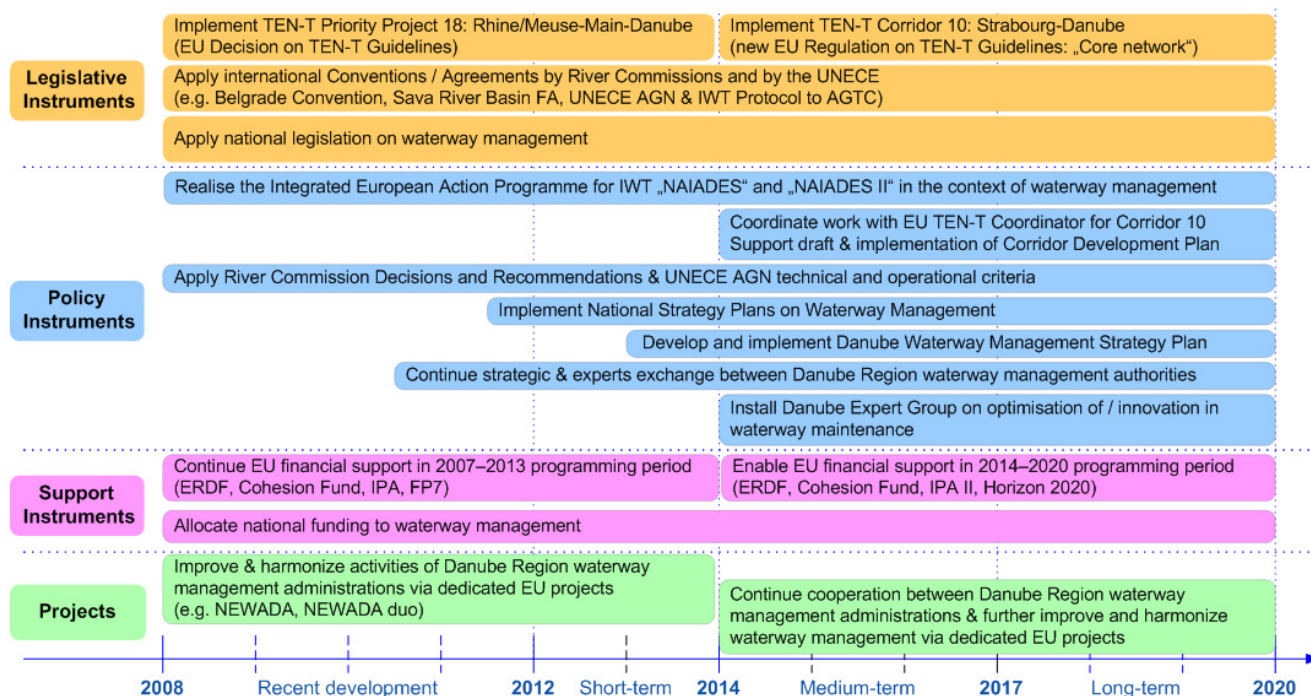 Legislative
Instruments
Implement TEN-T Priority Project 18: Rhine/Meuse-Main-Danube
(EU Decision on TEN-T Guidelines)
Implement TEN-T Corridor 10: Strabourg-Danube
(new EU Regulation on TEN-T Guidelines: „Core network“)
Apply international Conventions / Agreements by River Commissions and by the UNECE
(e.g. Belgrade Convention, Sava River Basin FA, UNECE AGN & IWT Protocol to AGTC)
Apply national legislation on waterway management
Policy
Instruments
Realise the Integrated European Action Programme for IWT „NAIADES“ and „NAIADES II“ in the context of waterway management
Coordinate work with EU TEN-T Coordinator for Corridor 10
Support draft & implementation of Corridor Development Plan
Apply River Commission Decisions and Recommendations & UNECE AGN technical and operational criteria
Implement National Strategy Plans on Waterway Management
Develop and implement Danube Waterway Management Strategy Plan
Continue strategic & experts exchange between Danube Region waterway management authorities
Install Danube Expert Group on optimisation of / innovation in
waterway maintenance
Support
Instruments
Continue EU financial support in 2007–2013 programming period
(ERDF, Cohesion Fund, IPA, FP7)
Enable EU financial support in 2014–2020 programming period
(ERDF, Cohesion Fund, IPA II, Horizon 2020)
Allocate national funding to waterway management
Projects
Improve & harmonize activities of Danube Region waterway
management administrations via dedicated EU projects
(e.g. NEWADA, NEWADA duo)
Continue cooperation between Danube Region waterway
management administrations & further improve and harmonize
waterway management via dedicated EU projects
2008 Recent development 2012 Short-term 2014 Medium-term 2017 Long-term 2020